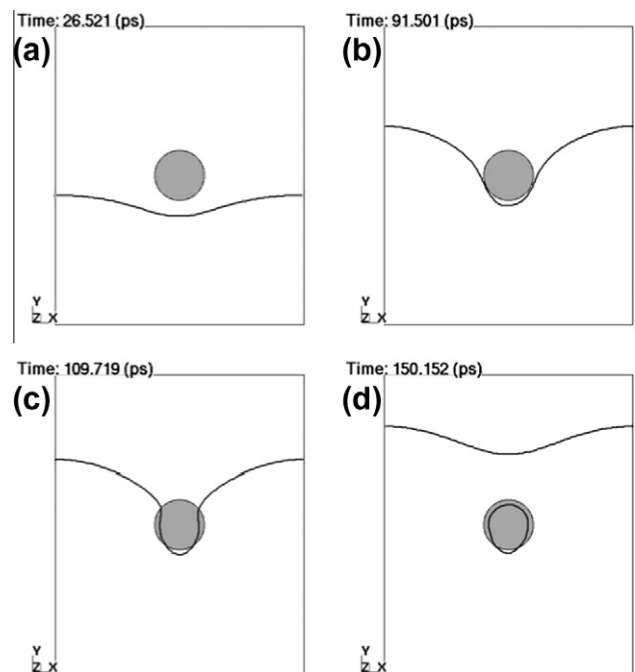 Time: 26.521 (ps)
(a)
Y
Z X
Time: 91.501 (ps)
(b)
Y
Z X
Time: 109.719 (ps)
(c)
Y
Z X
Time: 150.152 (ps)
(d)
Y
Z X